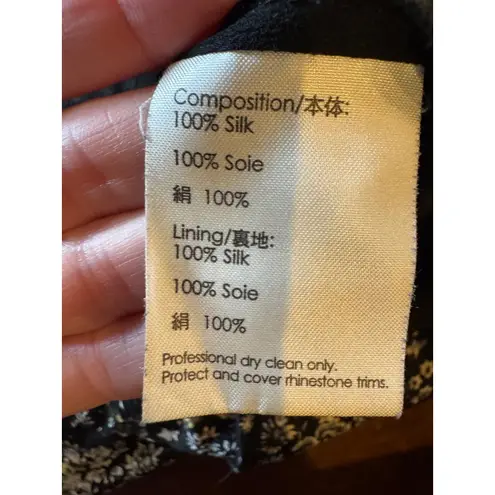 Composition/本体:
100% Silk
100% Soie
絹 100%
Lining/裏地:
100% Silk
100% Soie
絹 100%
Professional dry clean only.
Protect and cover rhinestone trims.